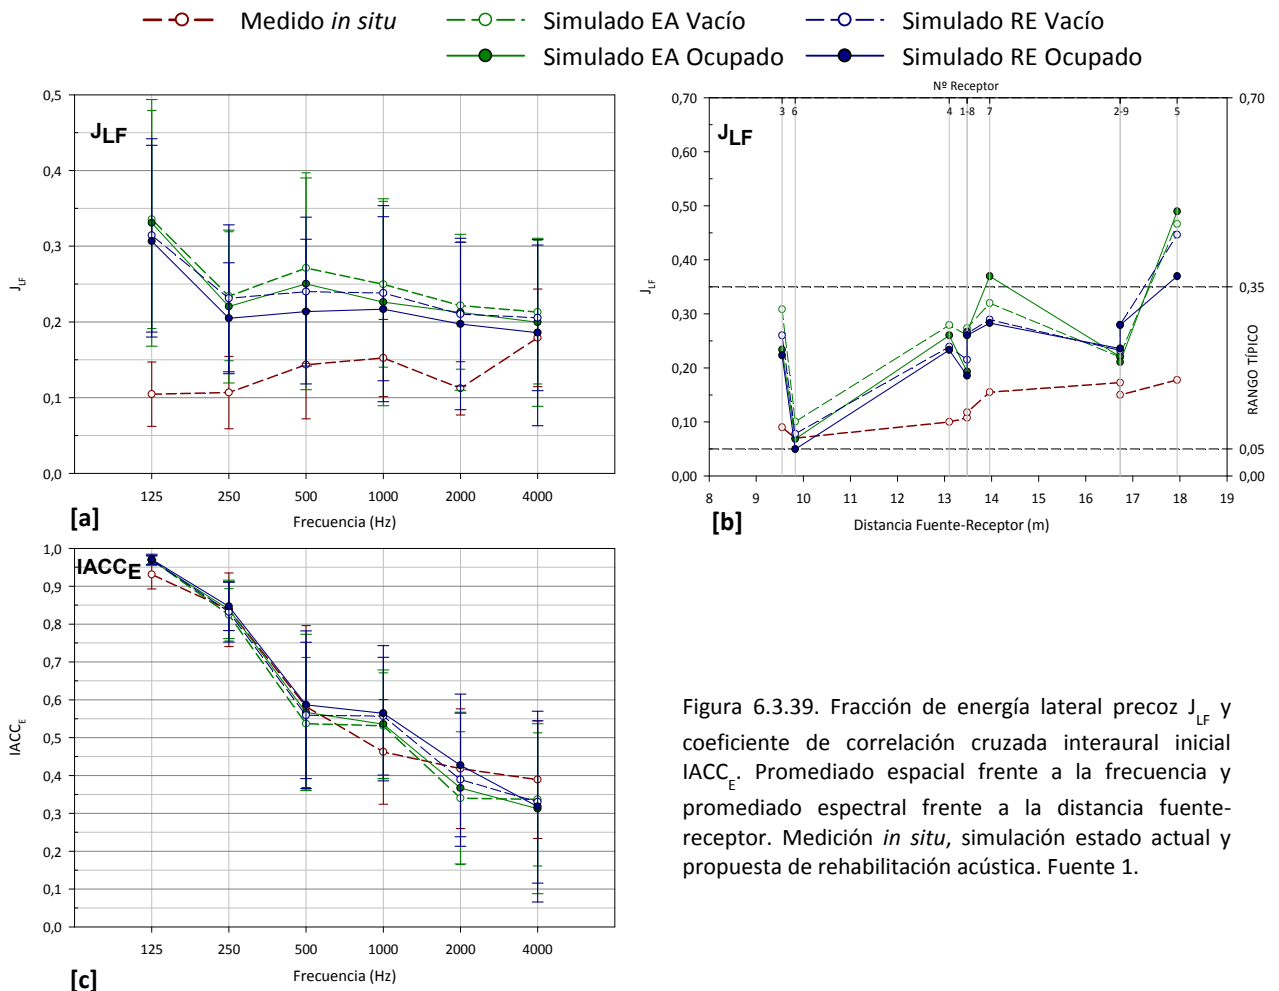 Medido in situ
Simulado EA Vacío
Simulado RE Vacío
Simulado EA Ocupado
Simulado RE Ocupado
0,5
0,4
0,3
0,2
0,1
0,0
J_LF
J_LF
125 250 500 1000 2000 4000
Frecuencia (Hz)
[a]
Nº Receptor
3 6 4 1-8 7 2-9 5
0,70
0,60
0,50
0,40
0,30
0,20
0,10
0,00
J_LF
J_LF
0,70
0,35
0,05
0,00
RANGO TÍPICO
8 9 10 11 12 13 14 15 16 17 18 19
Distancia Fuente-Receptor (m)
[b]
1,0
0,9
0,8
0,7
0,6
0,5
0,4
0,3
0,2
0,1
0,0
IACC_E
IACC_E
125 250 500 1000 2000 4000
Frecuencia (Hz)
[c]
Figura 6.3.39. Fracción de energía lateral precoz J_LF y
coeficiente de correlación cruzada interaural inicial
IACC_E. Promediado espacial frente a la frecuencia y
promediado espectral frente a la distancia fuente-
receptor. Medición in situ, simulación estado actual y
propuesta de rehabilitación acústica. Fuente 1.